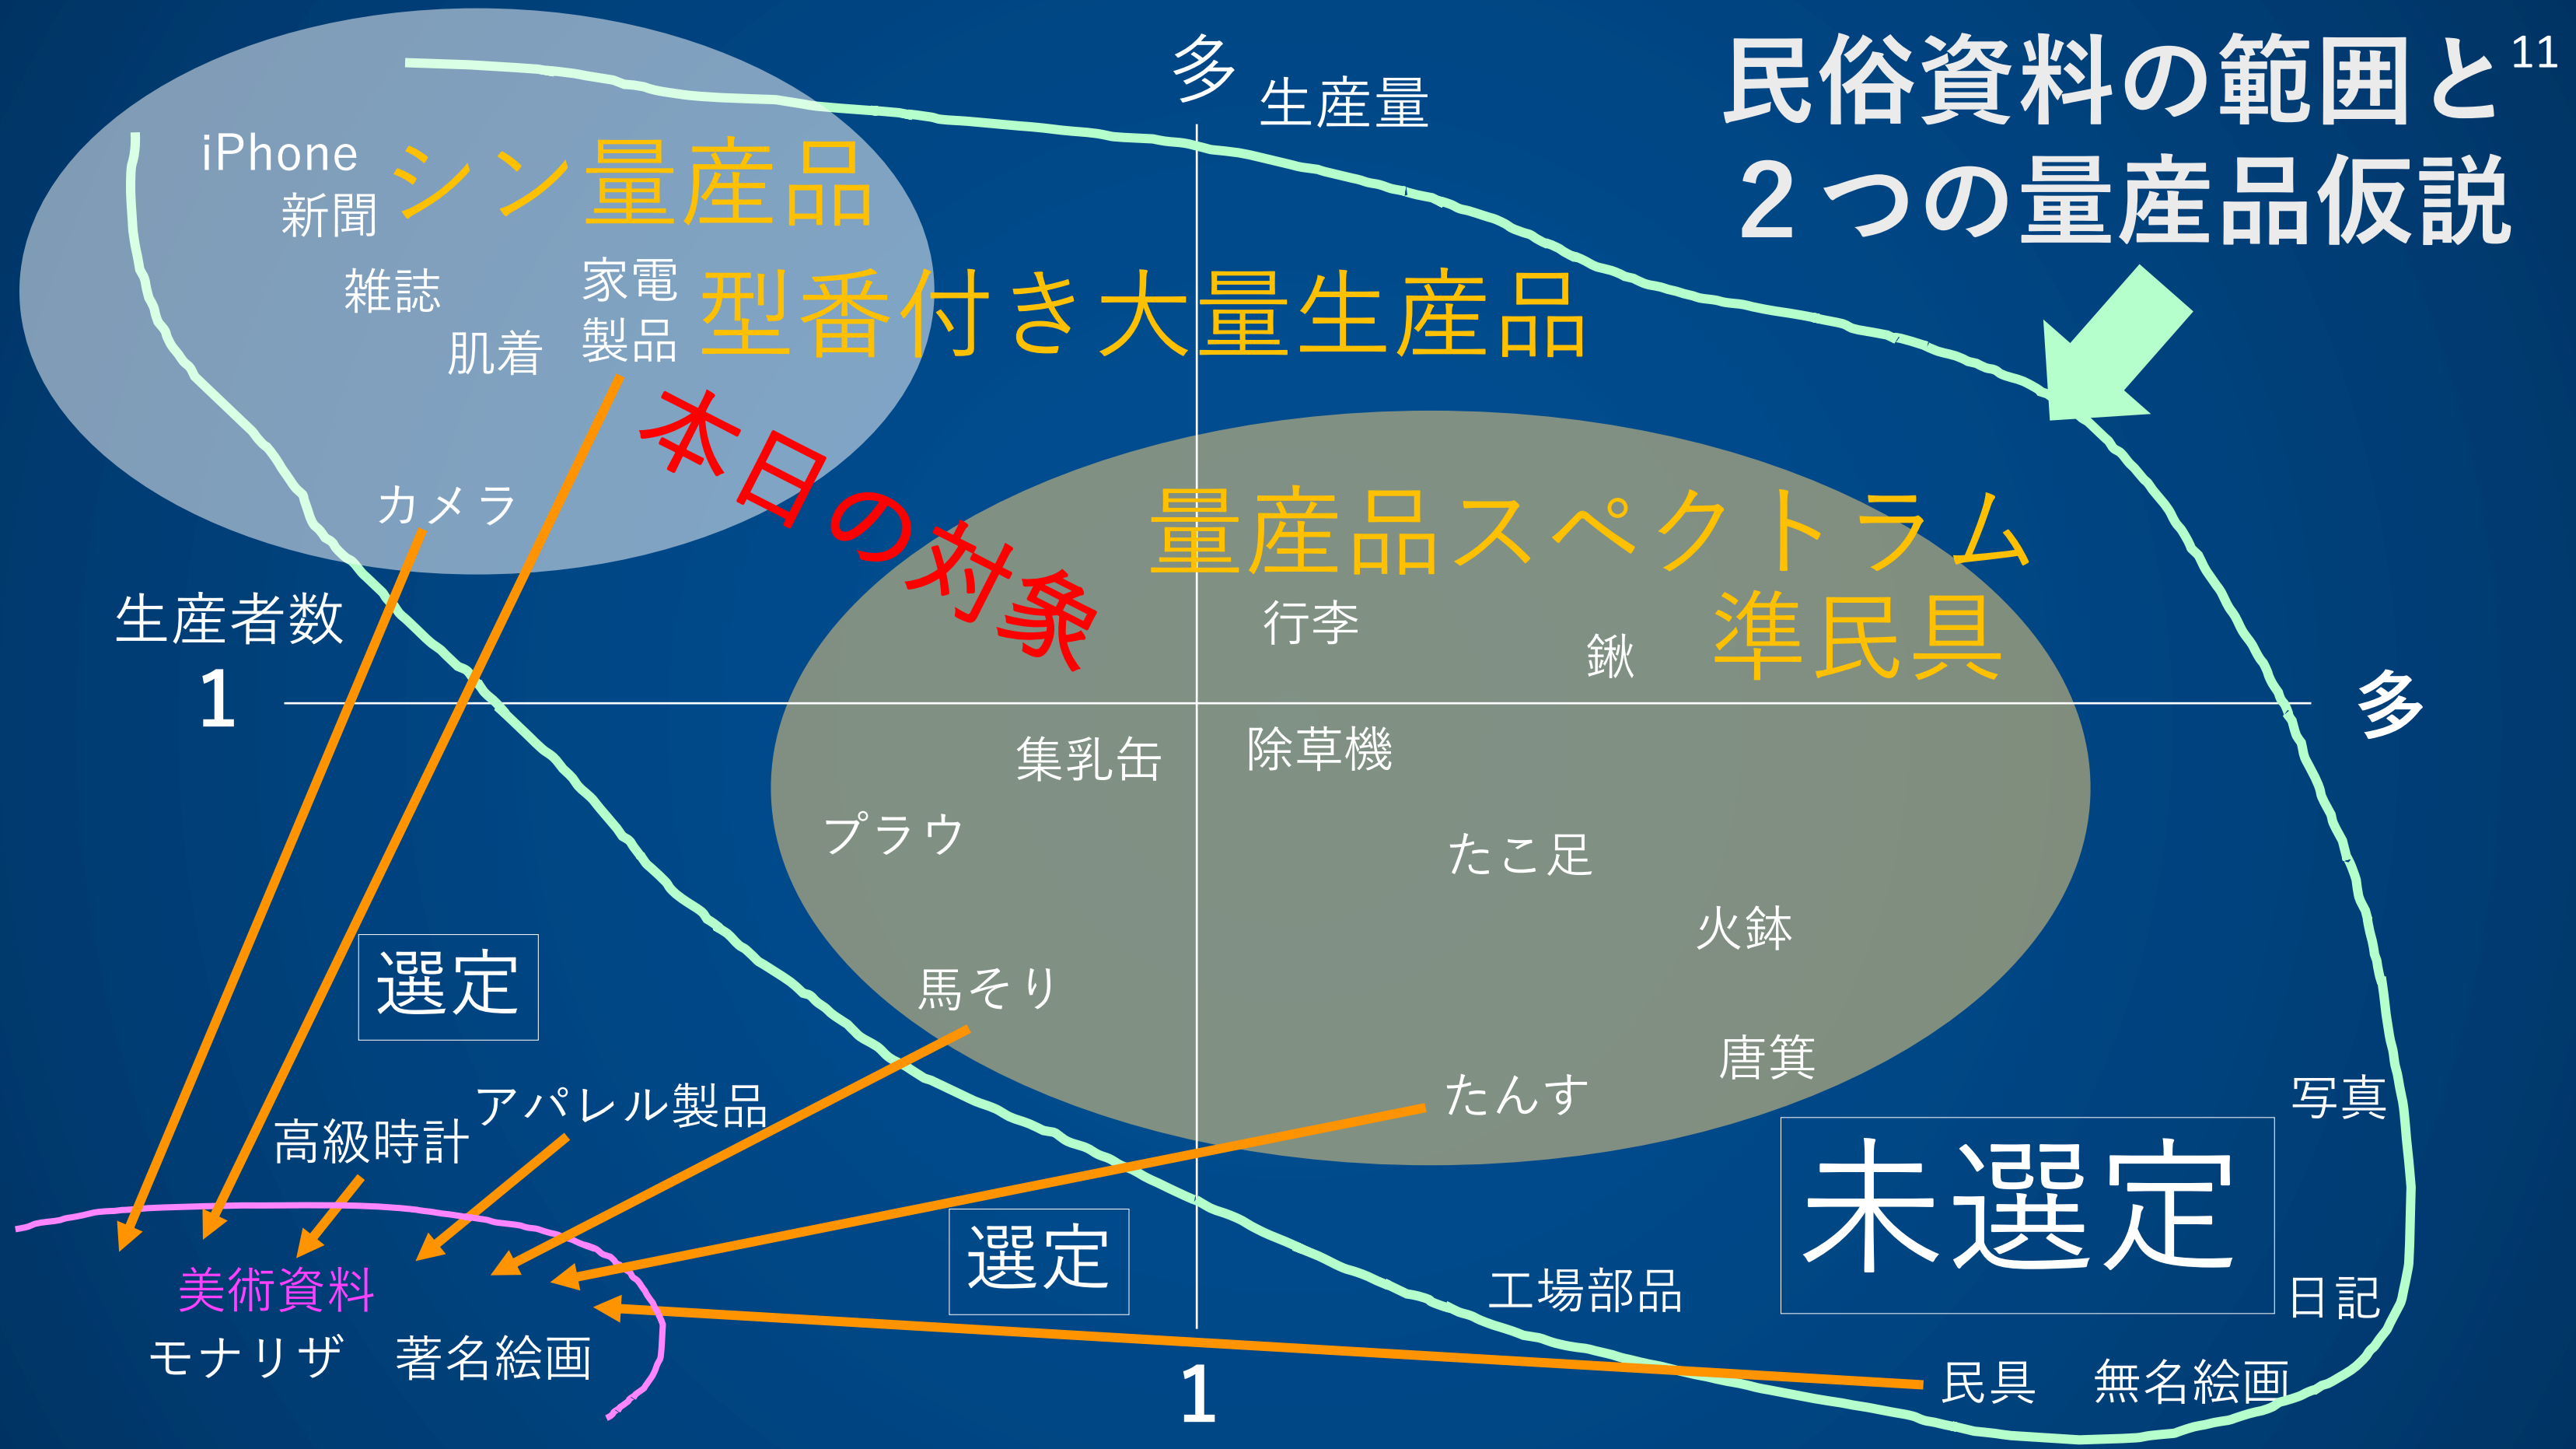 民俗資料の範囲と
11
２つの量産品仮説
多
生産量
iPhone
シン量産品
新聞
雑誌
家電
製品
型番付き大量生産品
肌着
本日の対象
カメラ
量産品スペクトラム
行李
鍬
準民具
生産者数
1
多
集乳缶
除草機
プラウ
たこ足
火鉢
馬そり
選定
唐箕
たんす
写真
アパレル製品
高級時計
未選定
選定
美術資料
工場部品
日記
モナリザ
著名絵画
1
民具
無名絵画